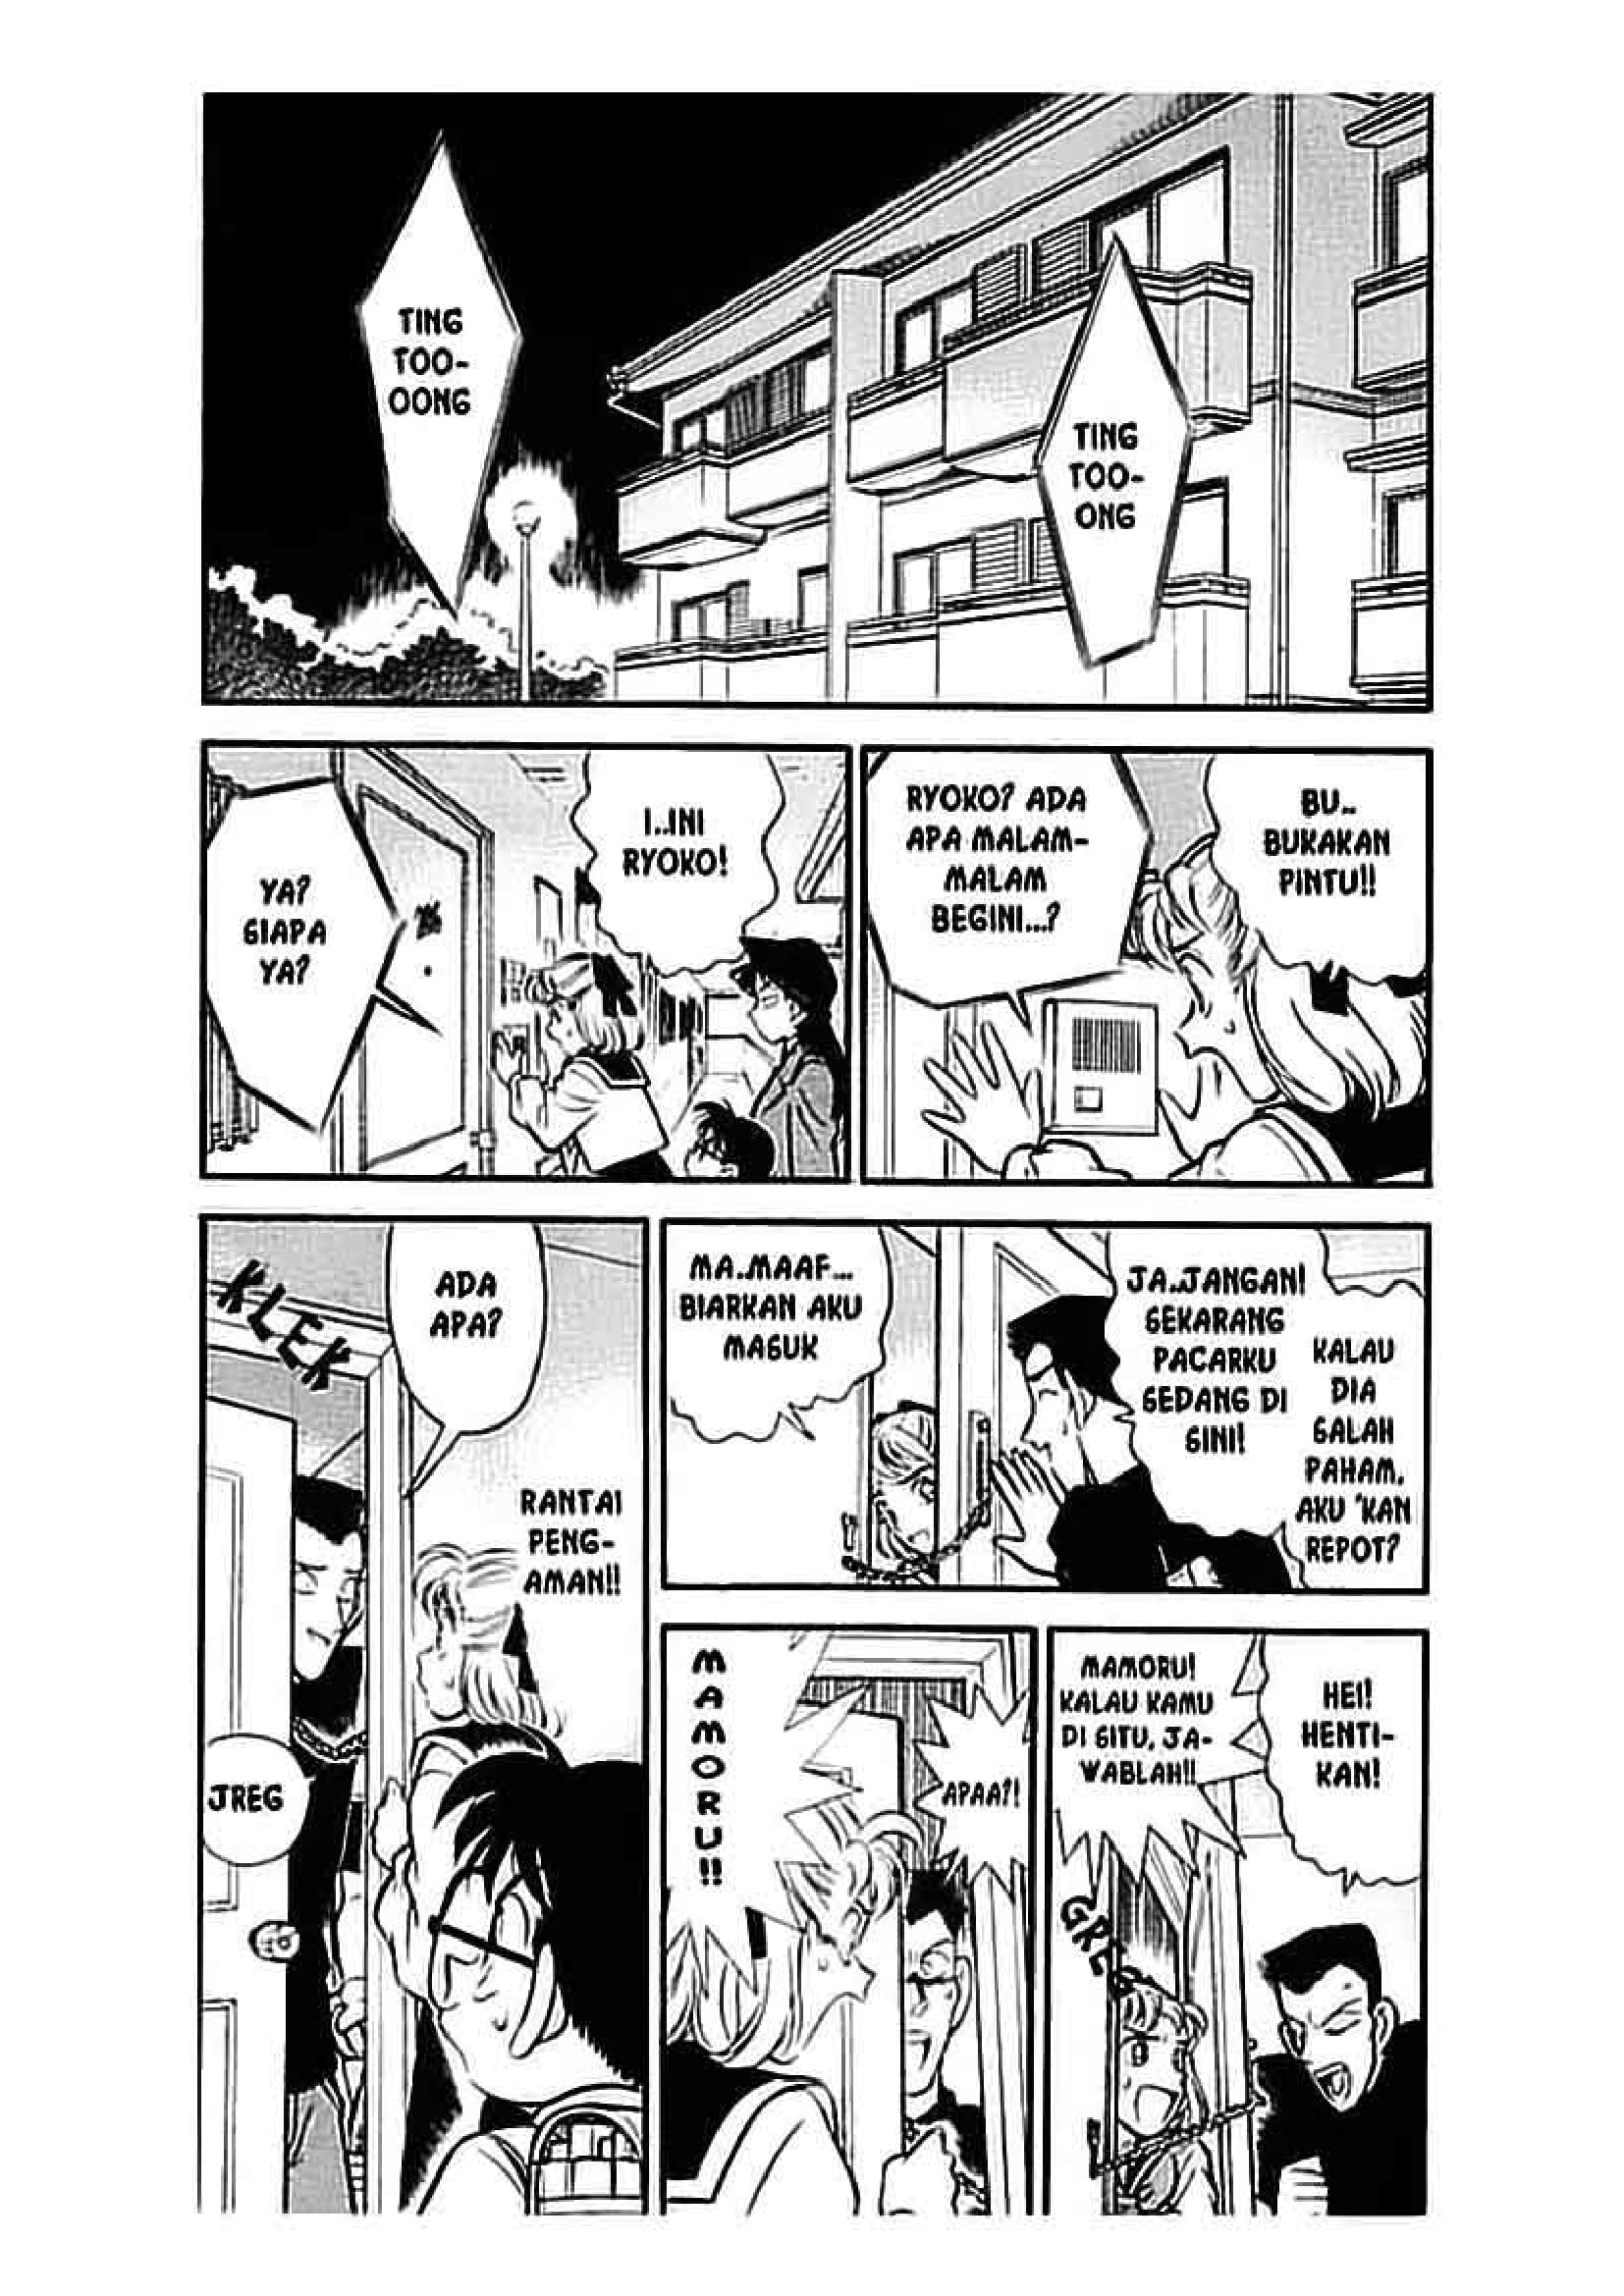 TING
TOO-
OONG
TING
TOO-
ONG
YA?
SIAPA
YA?
I..INI
RYOKO!
RYOKO? ADA
APA MALAM-
MALAM
BEGINI...?
BU..
BUKAKAN
PINTU!!
KLEK
ADA
APA?
RANTAI
PENG-
AMAN!!
JREG
MA..MAAF...
BIARKAN AKU
MASUK
JA..JANGAN!
SEKARANG
PACARKU
SEDANG DI
SINI!
KALAU
DIA
SALAH
PAHAM,
AKU 'KAN
REPOT?
MAMORU!!
APAA?!
MAMORU!
KALAU KAMU
DI SITU, JA-
WABLAH!!
GREG
HEI!
HENTI-
KAN!